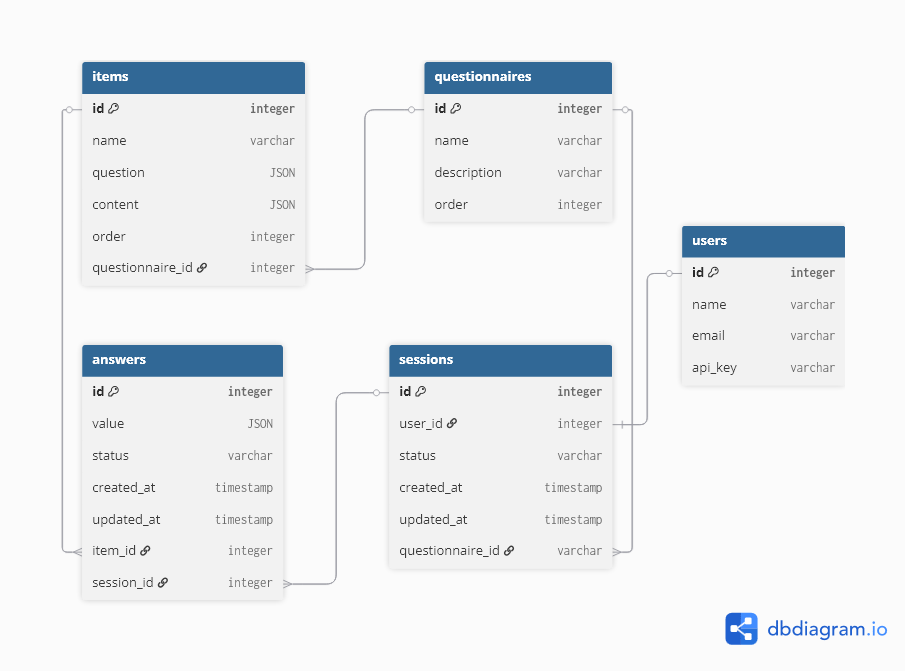 items
id integer
name varchar
question JSON
content JSON
order integer
questionnaire_id integer
questionnaires
id integer
name varchar
description varchar
order integer
users
id integer
name varchar
email varchar
api_key varchar
answers
id integer
value JSON
status varchar
created_at timestamp
updated_at timestamp
item_id integer
session_id integer
sessions
id integer
user_id integer
status varchar
created_at timestamp
updated_at timestamp
questionnaire_id varchar
dbdiagram.io